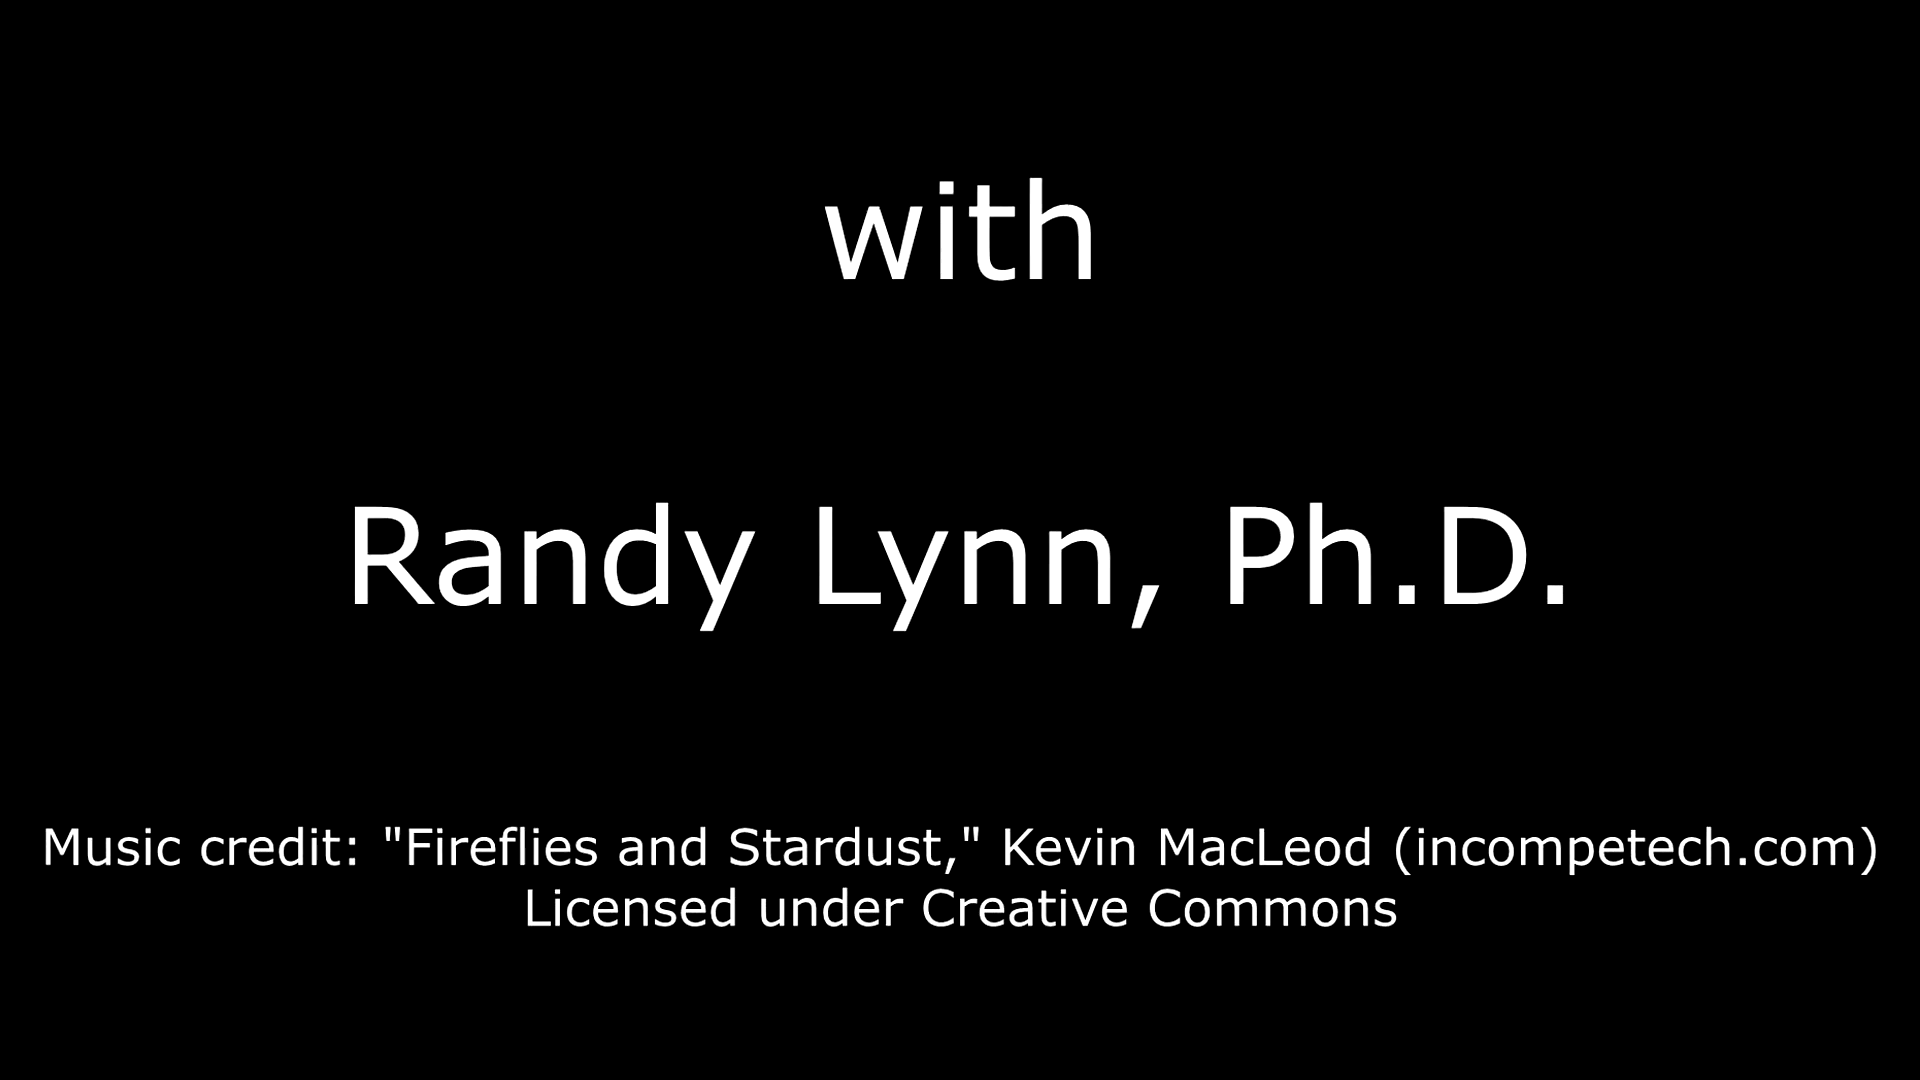 with
Randy Lynn, Ph.D.
Music credit: "Fireflies and Stardust," Kevin MacLeod (incompetech.com)
Licensed under Creative Commons